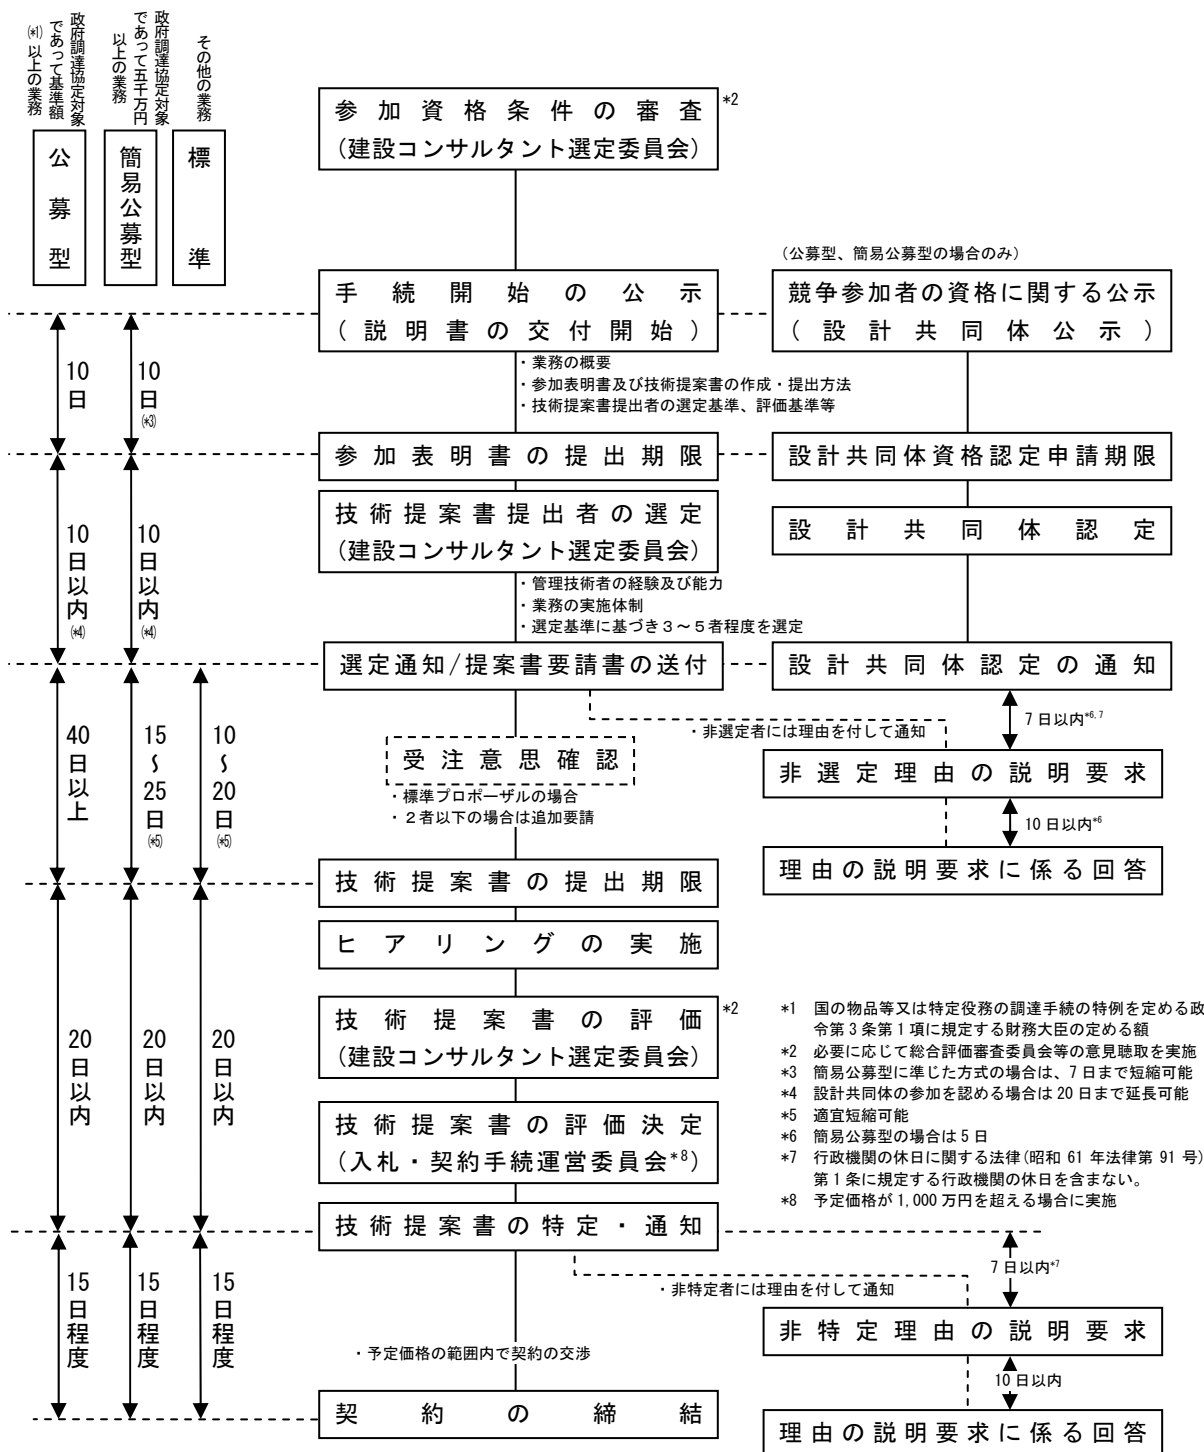 政府調達協定対象
であって基準額
(*1)以上の業務
公募型
政府調達協定対象
であって五千万円
以上の業務
簡易公募型
その他の業務
標準
参加資格条件の審査
(建設コンサルタント選定委員会)
*2
(公募型、簡易公募型の場合のみ)
手続開始の公示
(説明書の交付開始)
競争参加者の資格に関する公示
(設計共同体公示)
・業務の概要
・参加表明書及び技術提案書の作成・提出方法
・技術提案書提出者の選定基準、評価基準等
10日
10日(*3)
参加表明書の提出期限
設計共同体資格認定申請期限
技術提案書提出者の選定
(建設コンサルタント選定委員会)
設計共同体認定
10日以内(*4)
10日以内(*4)
・管理技術者の経験及び能力
・業務の実施体制
・選定基準に基づき3～5者程度を選定
選定通知/提案書要請書の送付
設計共同体認定の通知
7日以内*6,7
・非選定者には理由を付して通知
40日以上
15～25日(*5)
10～20日(*5)
受注意思確認
・標準プロポーザルの場合
・2者以下の場合は追加要請
非選定理由の説明要求
10日以内*6
理由の説明要求に係る回答
技術提案書の提出期限
ヒアリングの実施
技術提案書の評価
(建設コンサルタント選定委員会)
*2
20日以内
20日以内
20日以内
技術提案書の評価決定
(入札・契約手続運営委員会*8)
*1 国の物品等又は特定役務の調達手続の特例を定める政
令第3条第1項に規定する財務大臣の定める額
*2 必要に応じて総合評価審査委員会等の意見聴取を実施
*3 簡易公募型に準じた方式の場合は、7日まで短縮可能
*4 設計共同体の参加を認める場合は20日まで延長可能
*5 適宜短縮可能
*6 簡易公募型の場合は5日
*7 行政機関の休日に関する法律(昭和61年法律第91号)
第1条に規定する行政機関の休日を含まない。
*8 予定価格が1,000万円を超える場合に実施
技術提案書の特定・通知
7日以内*7
・非特定者には理由を付して通知
15日程度
15日程度
15日程度
非特定理由の説明要求
・予定価格の範囲内で契約の交渉
10日以内
契約の締結
理由の説明要求に係る回答